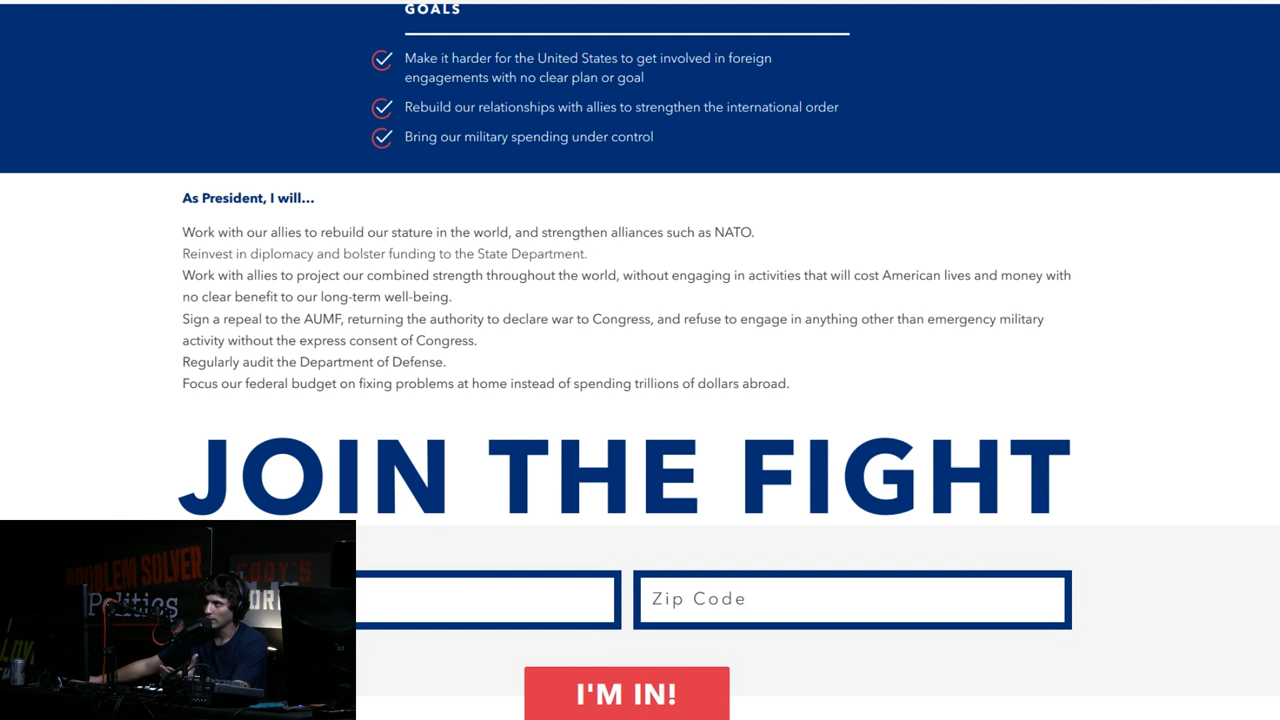 GOALS
Make it harder for the United States to get involved in foreign
engagements with no clear plan or goal
Rebuild our relationships with allies to strengthen the international order
Bring our military spending under control
As President, I will...
Work with our allies to rebuild our stature in the world, and strengthen alliances such as NATO.
Reinvest in diplomacy and bolster funding to the State Department.
Work with allies to project our combined strength throughout the world, without engaging in activities that will cost American lives and money with
no clear benefit to our long-term well-being.
Sign a repeal to the AUMF, returning the authority to declare war to Congress, and refuse to engage in anything other than emergency military
activity without the express consent of Congress.
Regularly audit the Department of Defense.
Focus our federal budget on fixing problems at home instead of spending trillions of dollars abroad.
JOIN THE FIGHT
PROBLEM SOLVER
Politics
Zip Code
I'M IN!